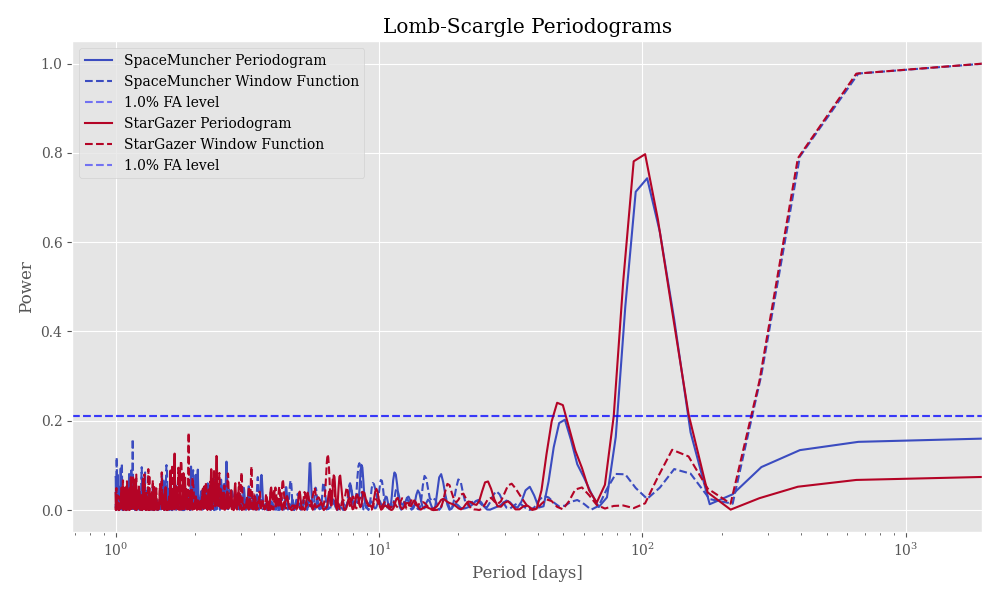 Lomb-Scargle Periodograms
SpaceMuncher Periodogram
SpaceMuncher Window Function
1.0% FA level
StarGazer Periodogram
StarGazer Window Function
1.0% FA level
Power
1.0
0.8
0.6
0.4
0.2
0.0
10⁰ 10¹ 10² 10³
Period [days]